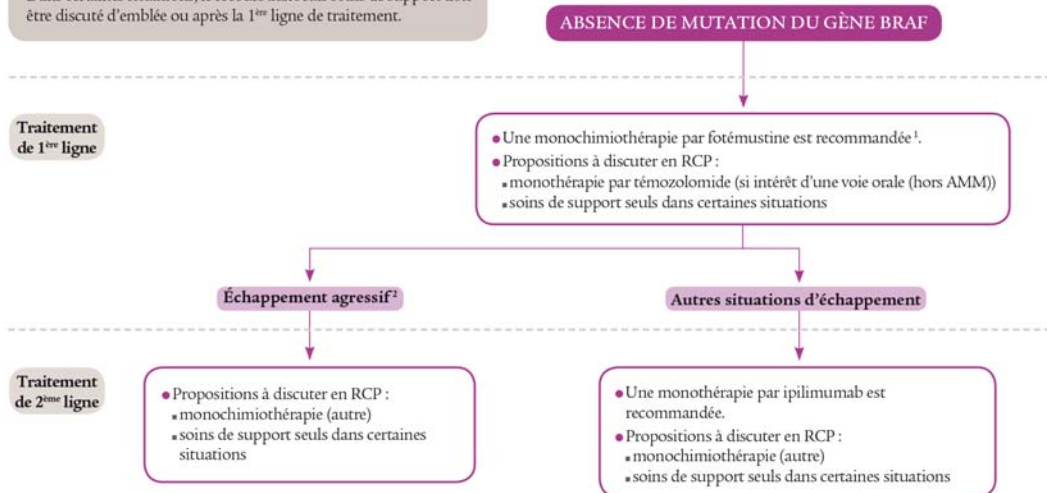 être discuté d'emblée ou après la 1ère ligne de traitement.
ABSENCE DE MUTATION DU GÈNE BRAF
Traitement
de 1ère ligne
● Une monochimiothérapie par fotémustine est recommandée¹.
● Propositions à discuter en RCP :
▪ monothérapie par témozolomide (si intérêt d'une voie orale (hors AMM))
▪ soins de support seuls dans certaines situations
Échappement agressif²
Autres situations d'échappement
Traitement
de 2ème ligne
● Propositions à discuter en RCP :
▪ monochimiothérapie (autre)
▪ soins de support seuls dans certaines
situations
● Une monothérapie par ipilimumab est
recommandée.
● Propositions à discuter en RCP :
▪ monochimiothérapie (autre)
▪ soins de support seuls dans certaines situations